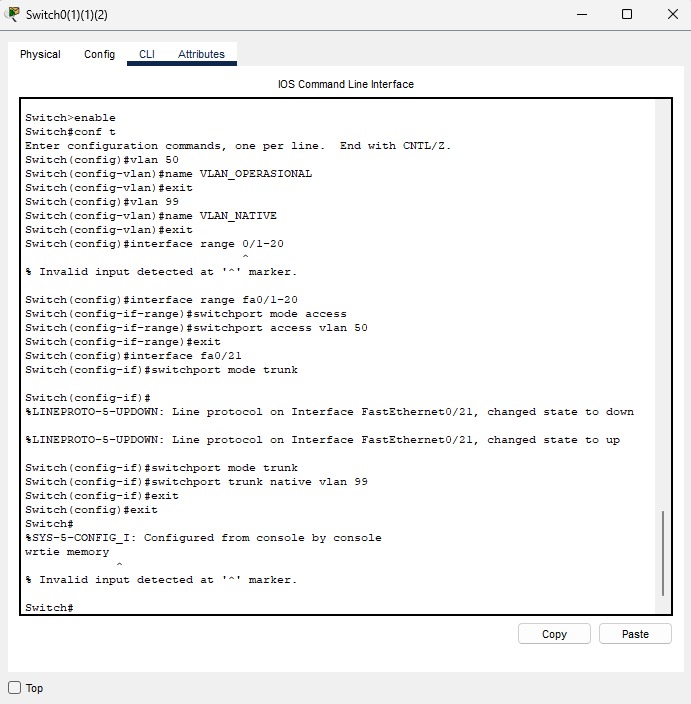 Switch0(1)(1)(2)
Physical Config CLI Attributes
IOS Command Line Interface
Switch>enable
Switch#conf t
Enter configuration commands, one per line.  End with CNTL/Z.
Switch(config)#vlan 50
Switch(config-vlan)#name VLAN_OPERASIONAL
Switch(config-vlan)#exit
Switch(config)#vlan 99
Switch(config-vlan)#name VLAN_NATIVE
Switch(config-vlan)#exit
Switch(config)#interface range 0/1-20
^
% Invalid input detected at '^' marker.
Switch(config)#interface range fa0/1-20
Switch(config-if-range)#switchport mode access
Switch(config-if-range)#switchport access vlan 50
Switch(config-if-range)#exit
Switch(config)#interface fa0/21
Switch(config-if)#switchport mode trunk
Switch(config-if)#
%LINEPROTO-5-UPDOWN: Line protocol on Interface FastEthernet0/21, changed state to down
%LINEPROTO-5-UPDOWN: Line protocol on Interface FastEthernet0/21, changed state to up
Switch(config-if)#switchport mode trunk
Switch(config-if)#switchport trunk native vlan 99
Switch(config-if)#exit
Switch(config)#exit
Switch#
%SYS-5-CONFIG_I: Configured from console by console
wrtie memory
^
% Invalid input detected at '^' marker.
Switch#
Copy Paste
Top